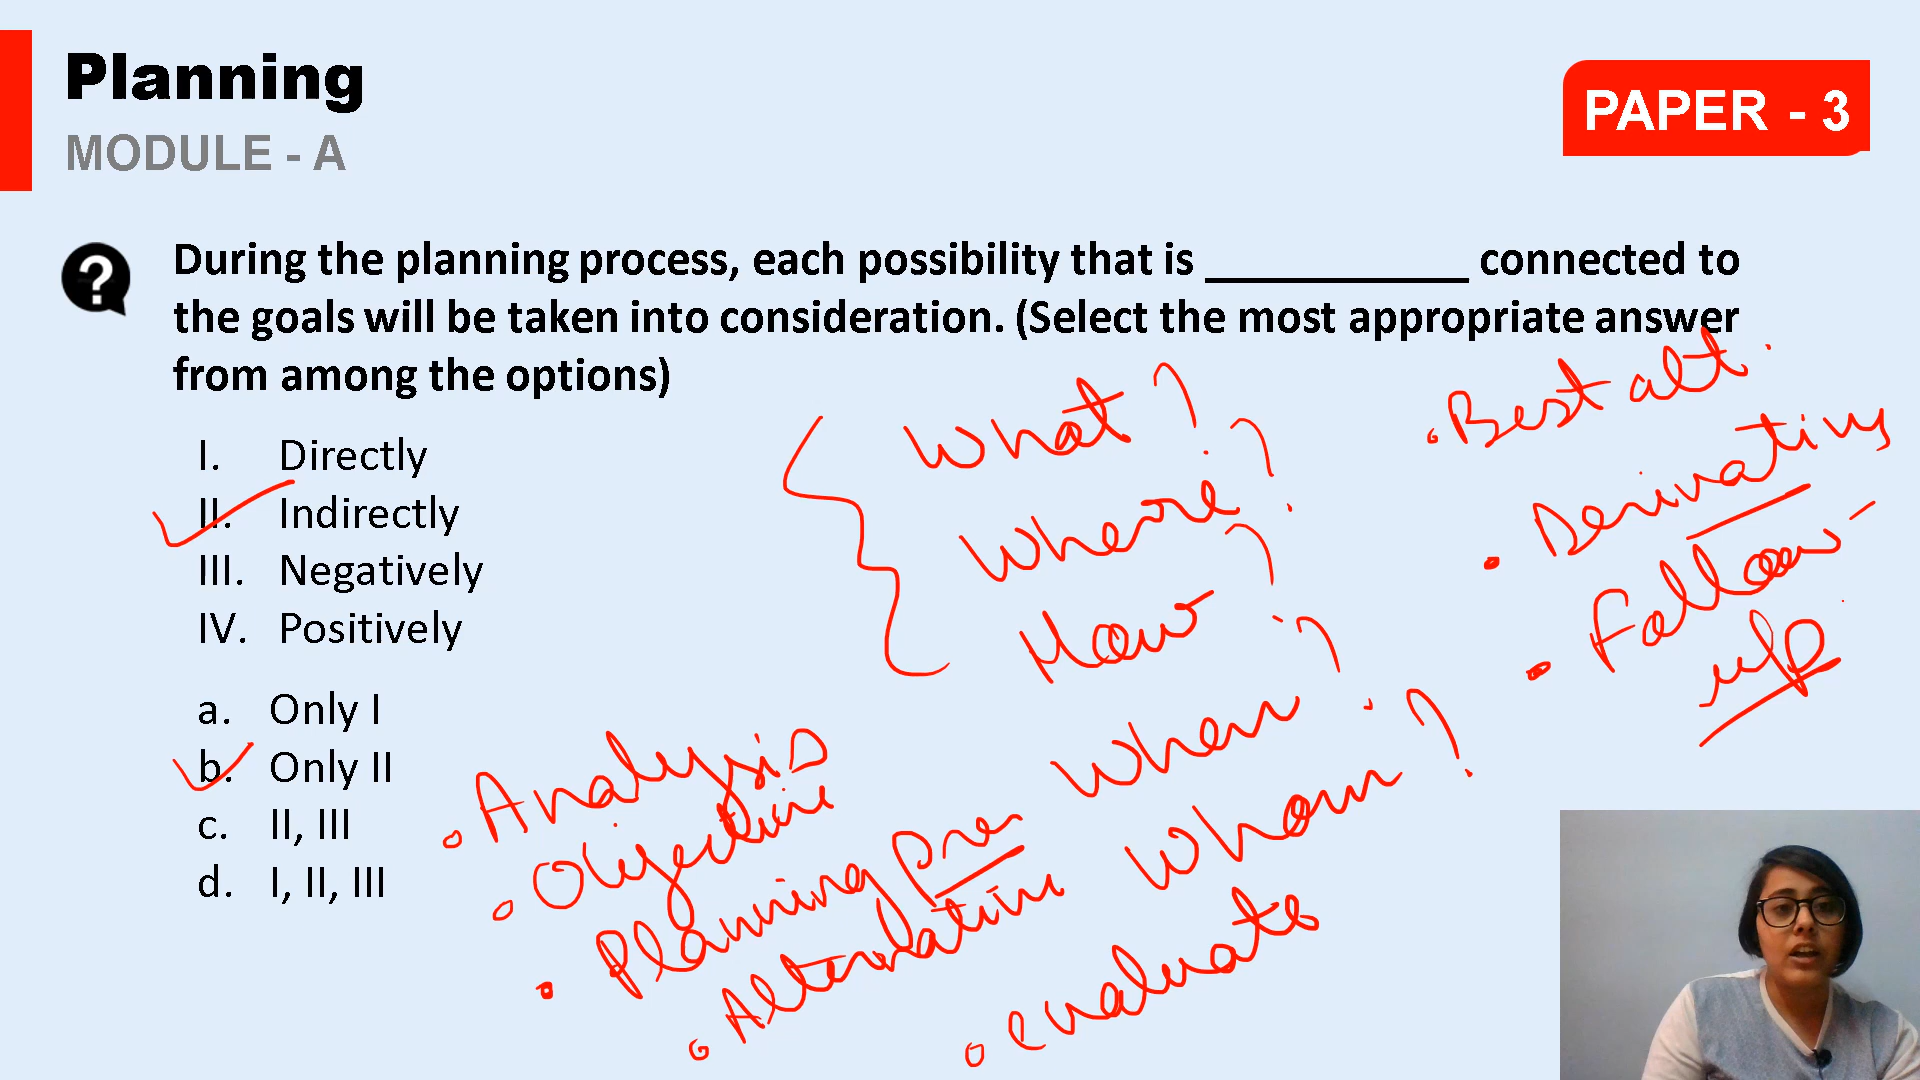 Planning
MODULE - A
PAPER - 3
During the planning process, each possibility that is ___________ connected to
the goals will be taken into consideration. (Select the most appropriate answer
from among the options)
I. Directly
II. Indirectly
III. Negatively
IV. Positively
a. Only I
b. Only II
c. II, III
d. I, II, III
What?
Where?
How?
When?
Whom?
Analysis
Objective
Planning pre
Alternative
evaluate
Best alt.
Derivative
Follow-
up